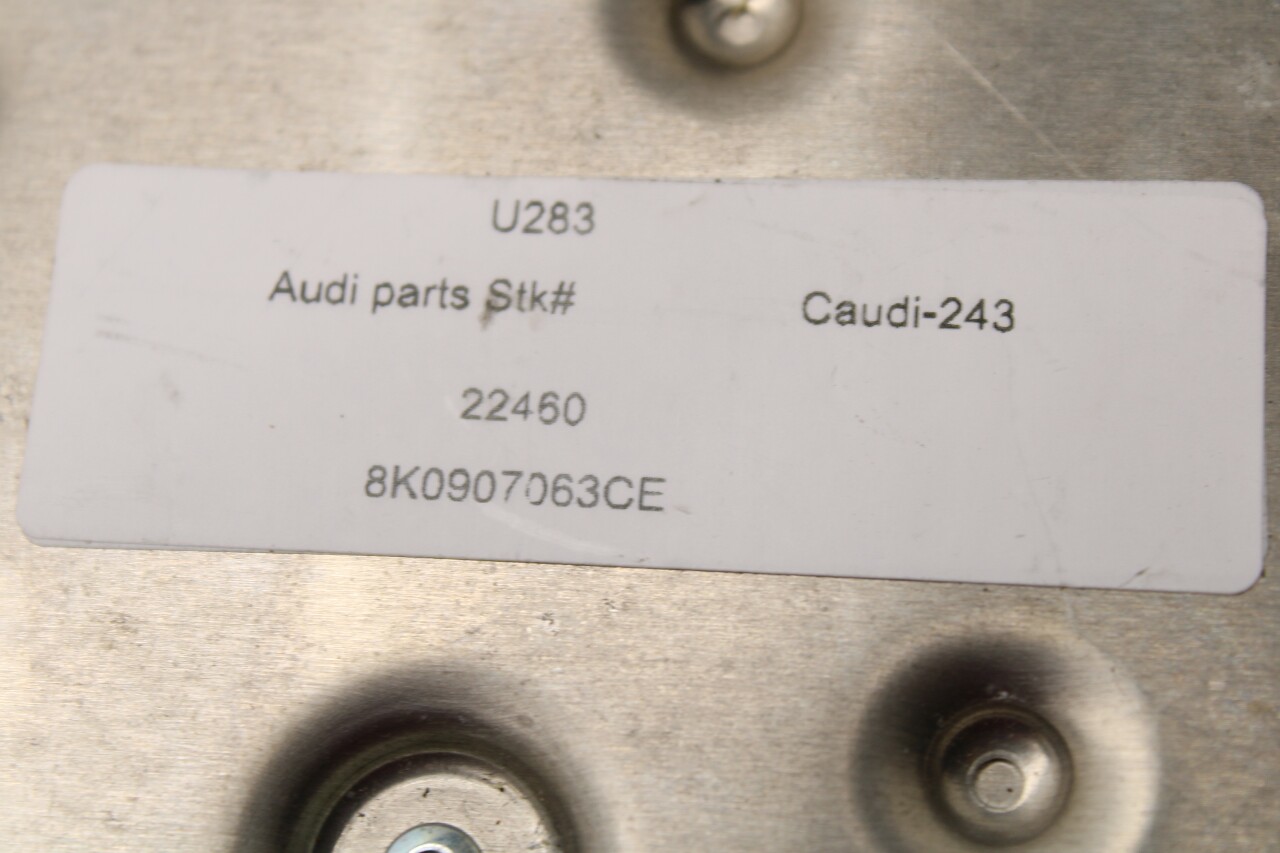 U283
Audi parts Stk# Caudi-243
22460
8K0907063CE